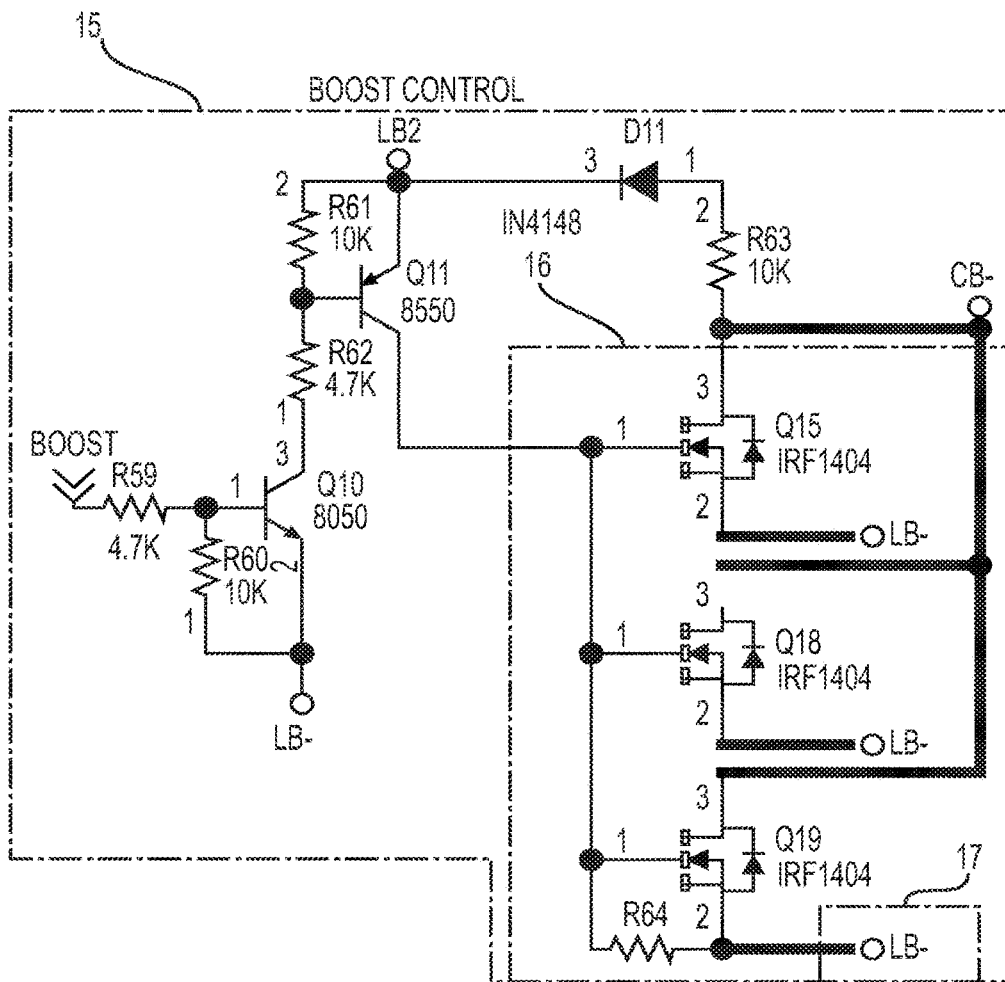 15
BOOST CONTROL
LB2
D11
3
1
2
R61
10K
IN4148
16
2
R63
10K
CB-
Q11
8550
R62
4.7K
1
3
1
Q15
IRF1404
BOOST
R59
4.7K
3
1
Q10
8050
2
LB-
R60
10K
2
1
3
1
Q18
IRF1404
LB-
2
LB-
3
1
Q19
IRF1404
17
R64
2
LB-